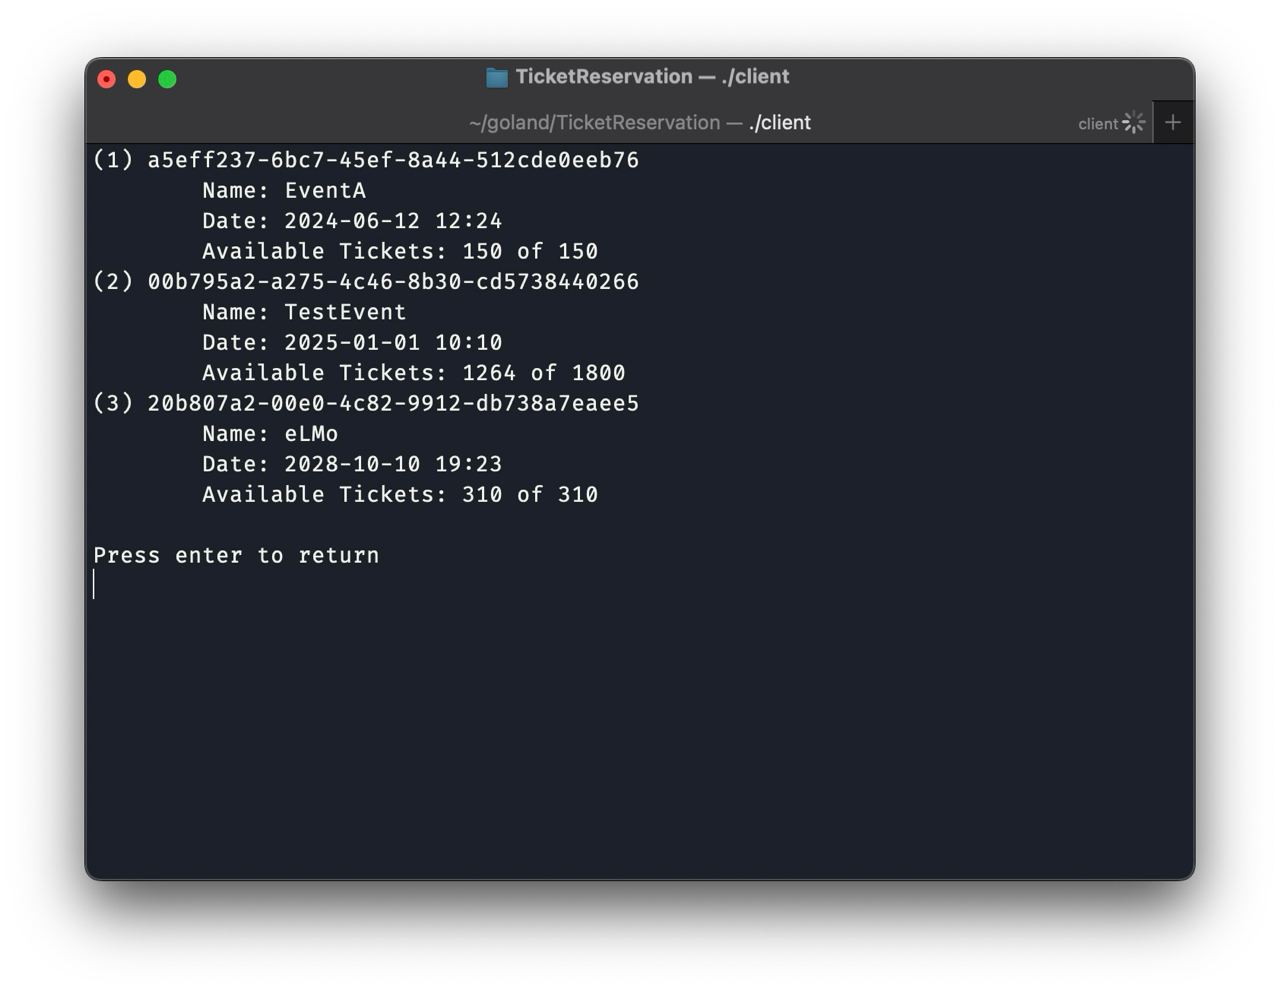 TicketReservation — ./client
~/goland/TicketReservation — ./client
client
(1) a5eff237-6bc7-45ef-8a44-512cde0eeb76
Name: EventA
Date: 2024-06-12 12:24
Available Tickets: 150 of 150
(2) 00b795a2-a275-4c46-8b30-cd5738440266
Name: TestEvent
Date: 2025-01-01 10:10
Available Tickets: 1264 of 1800
(3) 20b807a2-00e0-4c82-9912-db738a7eaee5
Name: eLMo
Date: 2028-10-10 19:23
Available Tickets: 310 of 310
Press enter to return